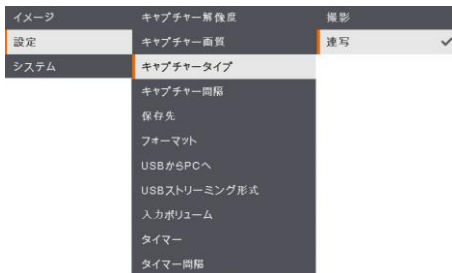 イメージ
設定
システム
キャプチャー解像度
キャプチャー画質
キャプチャータイプ
キャプチャー間隔
保存先
フォーマット
USBからPCへ
USBストリーミング形式
入力ボリューム
タイマー
タイマー間隔
撮影
連写